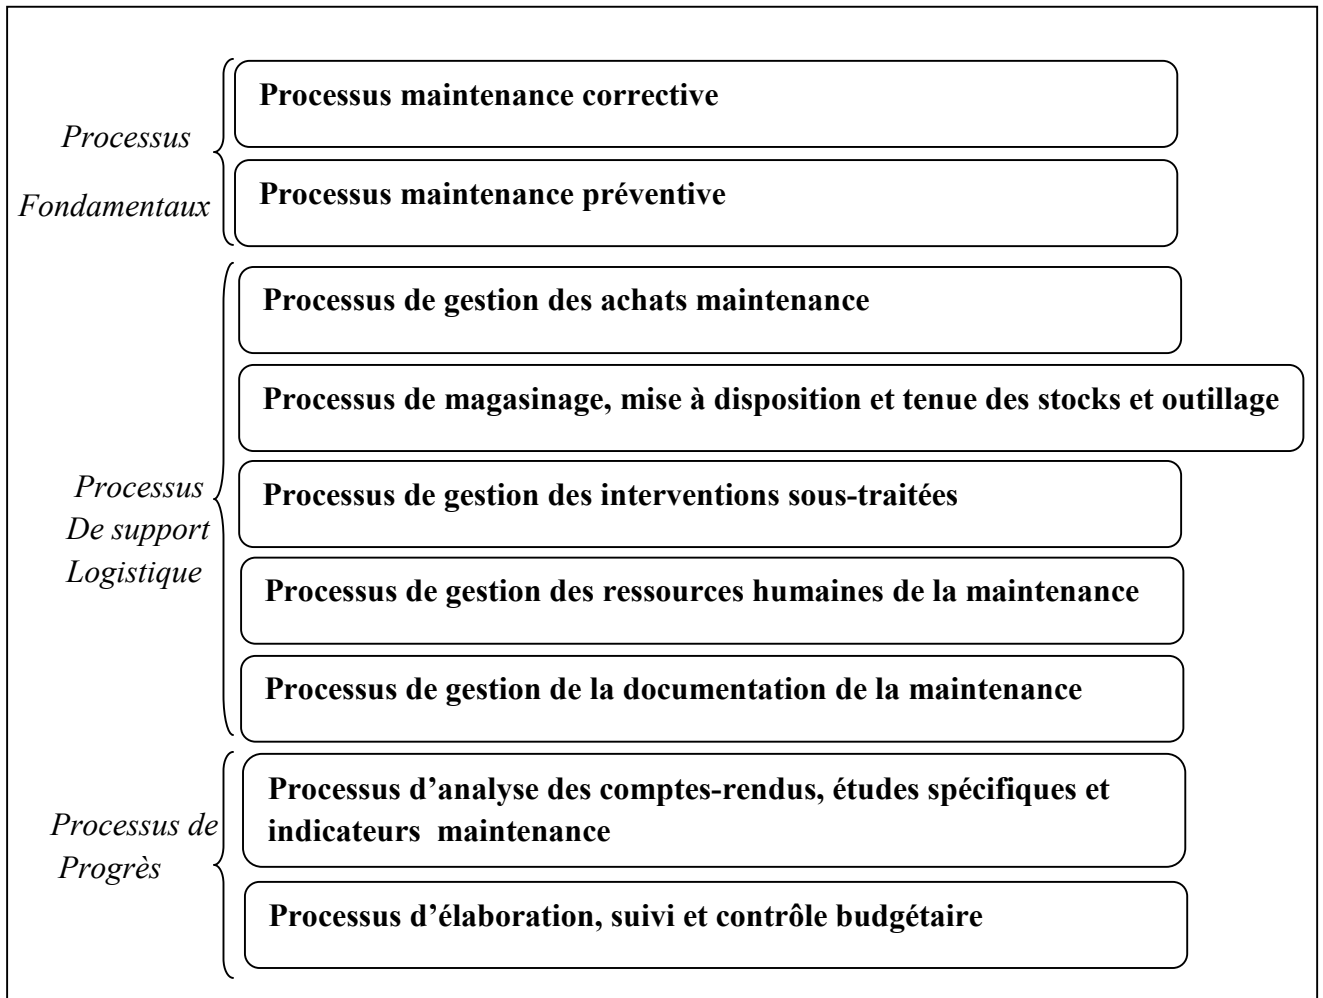 Processus
Fondamentaux
Processus maintenance corrective
Processus maintenance préventive
Processus
De support
Logistique
Processus de gestion des achats maintenance
Processus de magasinage, mise à disposition et tenue des stocks et outillage
Processus de gestion des interventions sous-traitées
Processus de gestion des ressources humaines de la maintenance
Processus de gestion de la documentation de la maintenance
Processus de
Progrès
Processus d’analyse des comptes-rendus, études spécifiques et
indicateurs  maintenance
Processus d’élaboration, suivi et contrôle budgétaire